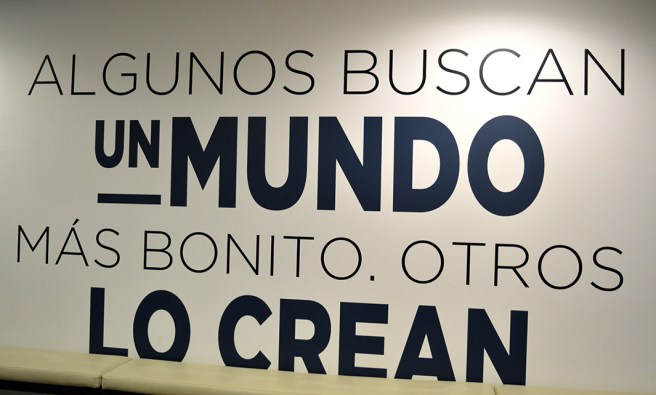 ALGUNOS BUSCAN
UN MUNDO
MÁS BONITO. OTROS
LO CREAN